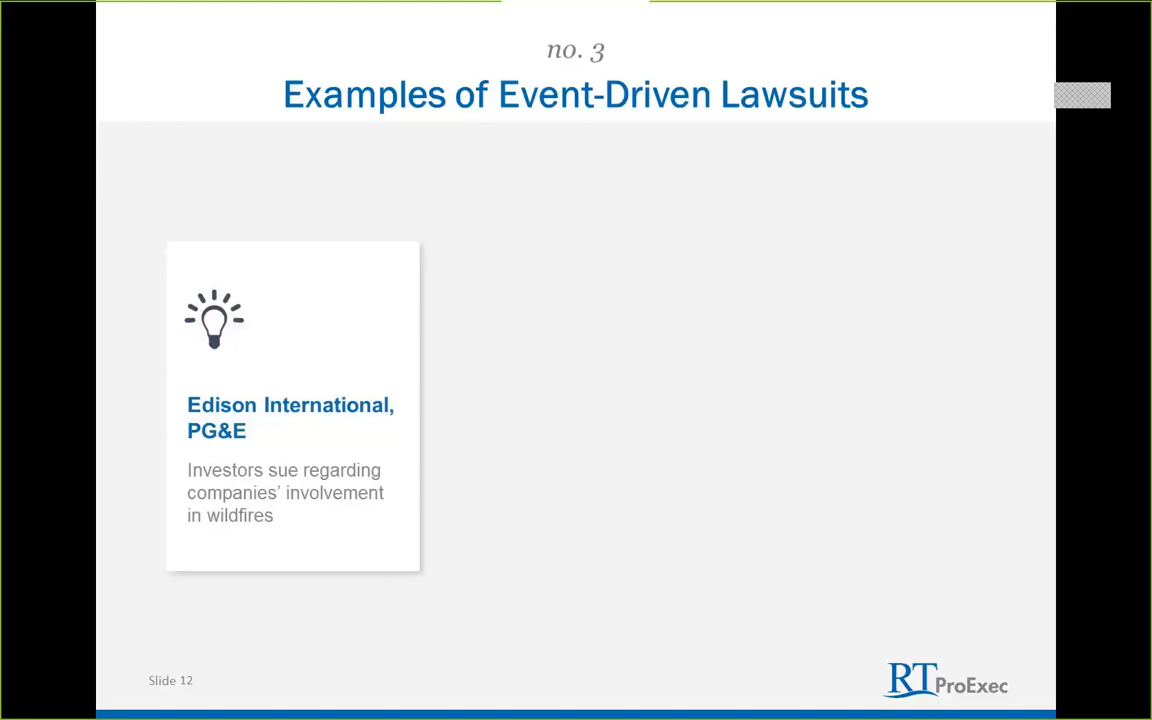 no. 3
Examples of Event-Driven Lawsuits
Edison International,
PG&E
Investors sue regarding
companies’ involvement
in wildfires
Slide 12
RT ProExec